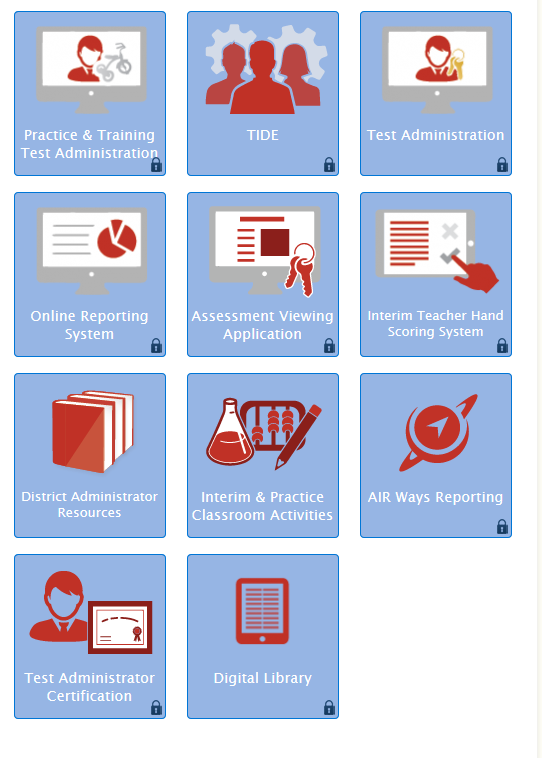 Practice & Training
Test Administration
TIDE
Test Administration
Online Reporting
System
Assessment Viewing
Application
Interim Teacher Hand
Scoring System
District Administrator
Resources
Interim & Practice
Classroom Activities
AIR Ways Reporting
Test Administrator
Certification
Digital Library